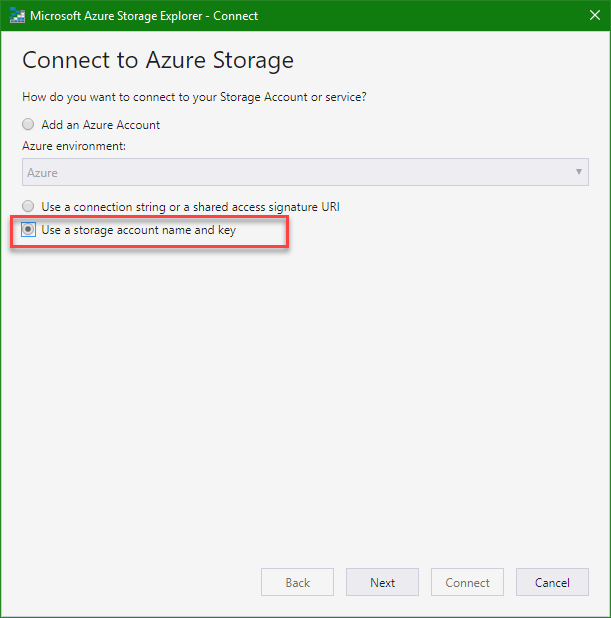 Microsoft Azure Storage Explorer - Connect
Connect to Azure Storage
How do you want to connect to your Storage Account or service?
Add an Azure Account
Azure environment:
Azure
Use a connection string or a shared access signature URI
Use a storage account name and key
Back Next Connect Cancel